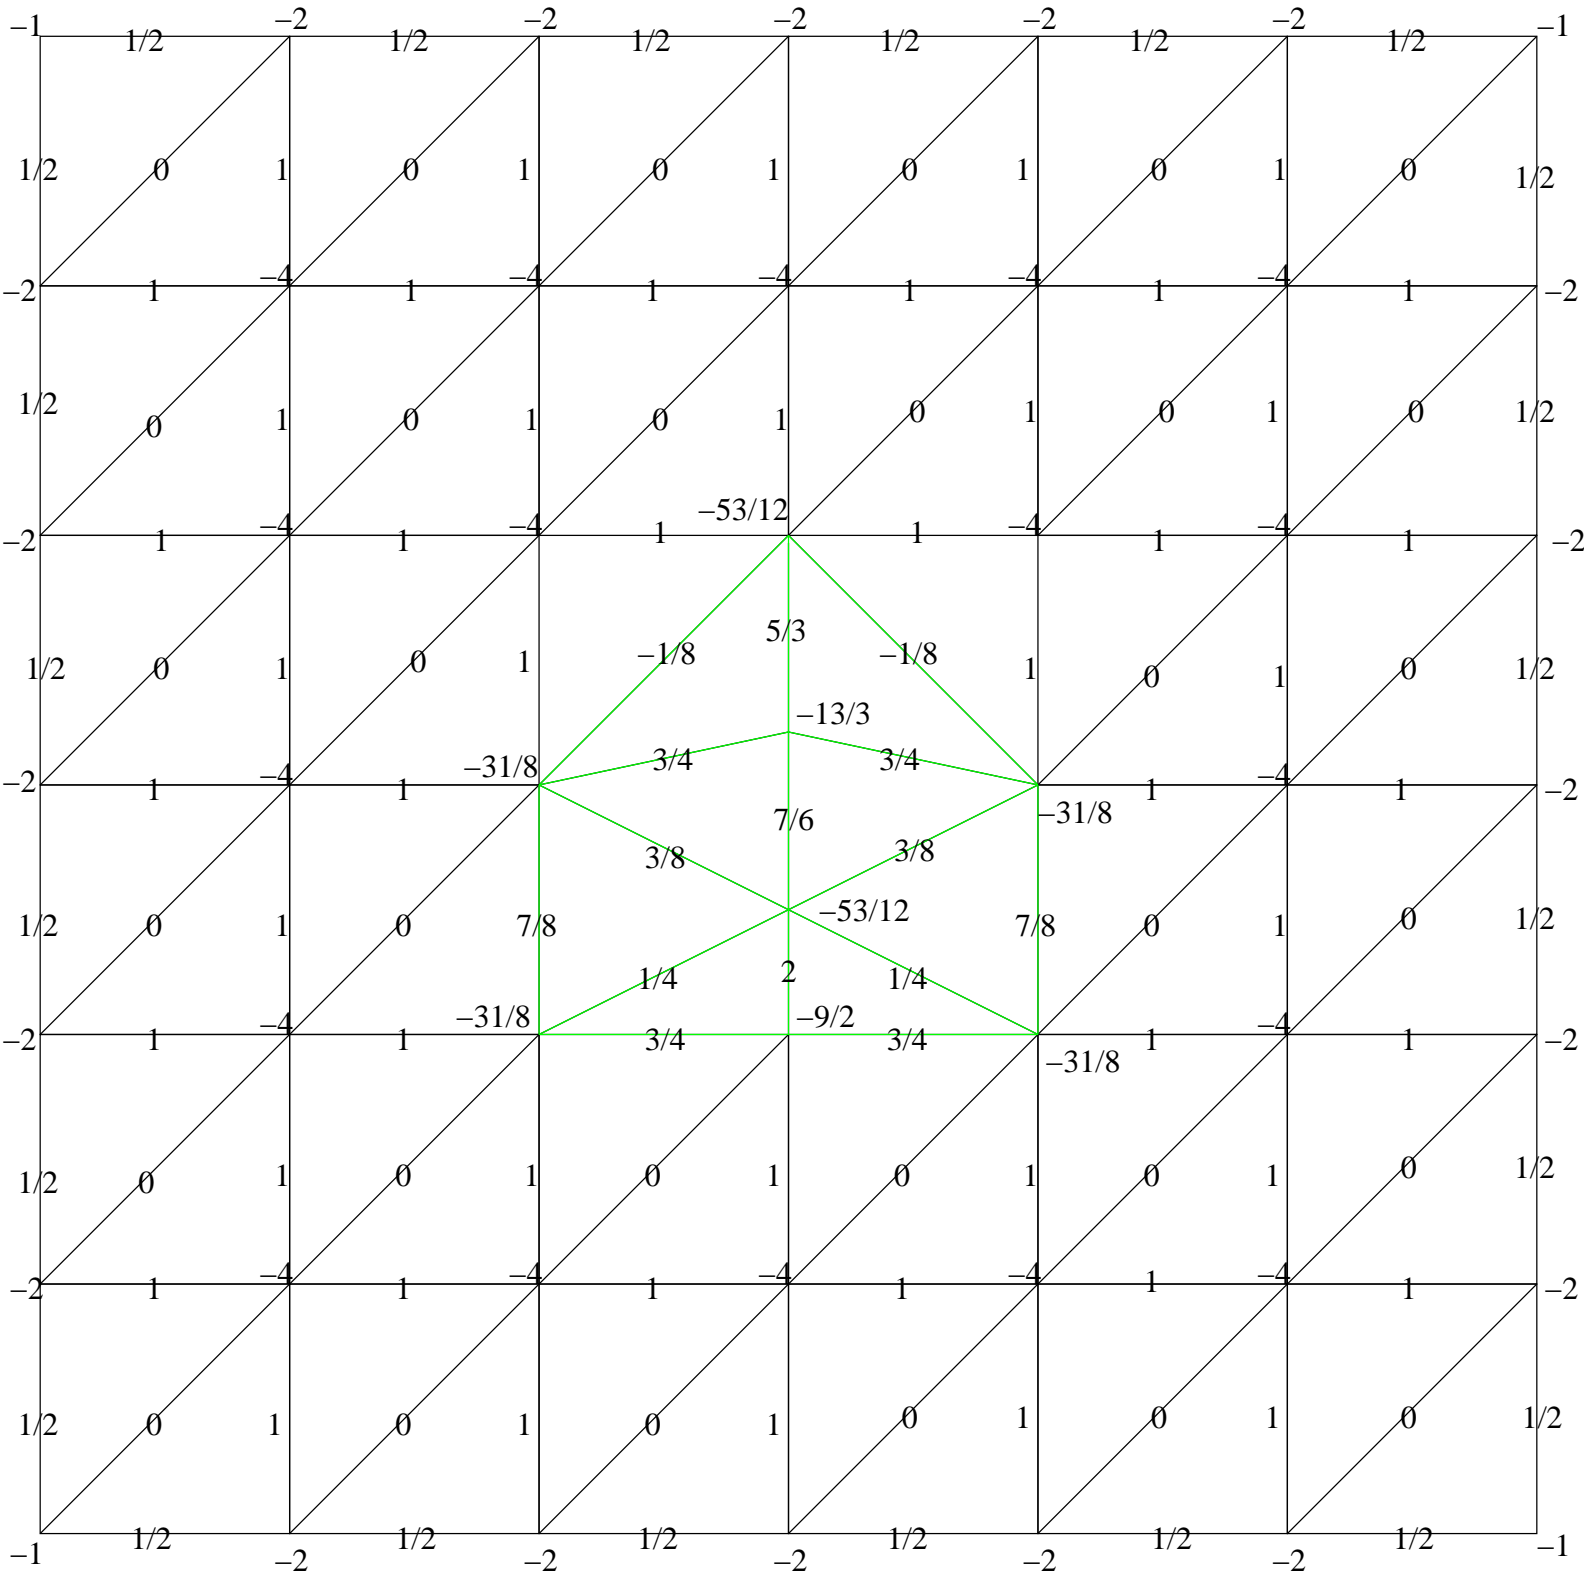 −1 −2 −2 −2 −2 −2 −1
1/2 1/2 1/2 1/2 1/2 1/2
1/2 0 1 0 1 0 1 0 1 0 1 0 1/2
−2 −4 −4 −4 −4 −4 −2
1 1 1 1 1 1
1/2 0 1 0 1 0 1 0 1 0 1 0 1/2
−53/12
−2 −4 −4 −4 −4 −2
1 1 1 1 1 1
5/3
1/2 0 1 0 1 −1/8 −1/8 1 0 1 0 1/2
−13/3
3/4 3/4
−2 −4 −31/8 −4 −2
1 1 1 1
−31/8
7/6
3/8 3/8
−53/12
1/2 0 1 0 7/8 7/8 0 1 0 1/2
1/4 2 1/4
−2 −4 −31/8 −9/2 −4 −2
1 1 3/4 3/4 1 1
−31/8
1/2 0 1 0 1 0 1 0 1 0 1 0 1/2
−2 −4 −4 −4 −4 −4 −2
1 1 1 1 1 1
1/2 0 1 0 1 0 1 0 1 0 1 0 1/2
1/2 1/2 1/2 1/2 1/2 1/2
−1 −2 −2 −2 −2 −2 −1